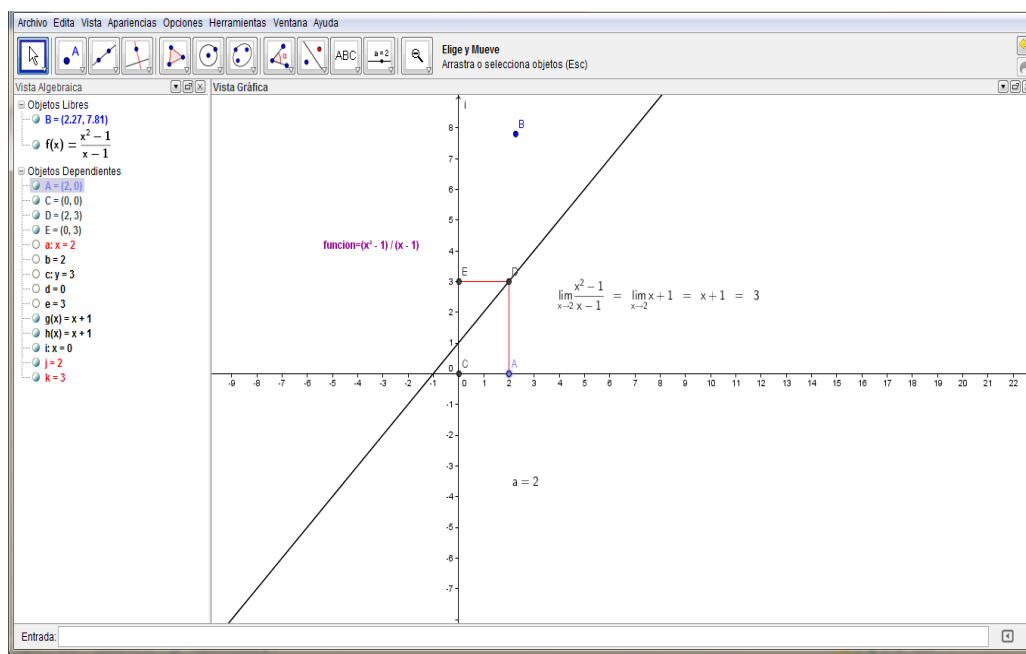 Archivo Edita Vista Apariencias Opciones Herramientas Ventana Ayuda
A
α
ABC
a = 2
Elige y Mueve
Arrastra o selecciona objetos (Esc)
Vista Algebraica
Vista Gráfica
Objetos Libres
B = (2.27, 7.81)
f(x) = (x² − 1)/(x − 1)
Objetos Dependientes
A = (2, 0)
C = (0, 0)
D = (2, 3)
E = (0, 3)
a: x = 2
b = 2
c: y = 3
d = 0
e = 3
g(x) = x + 1
h(x) = x + 1
i: x = 0
j = 2
k = 3
i
8
B
7
6
5
funcion=(x² - 1) / (x - 1)
4
E
3
D
lim x→2 (x² − 1)/(x − 1) = lim x→2 x + 1 = x + 1 = 3
2
1
0
C
A
-9 -8 -7 -6 -5 -4 -3 -2 -1 0 1 2 3 4 5 6 7 8 9 10 11 12 13 14 15 16 17 18 19 20 21 22
-1
-2
-3
a = 2
-4
-5
-6
-7
Entrada: